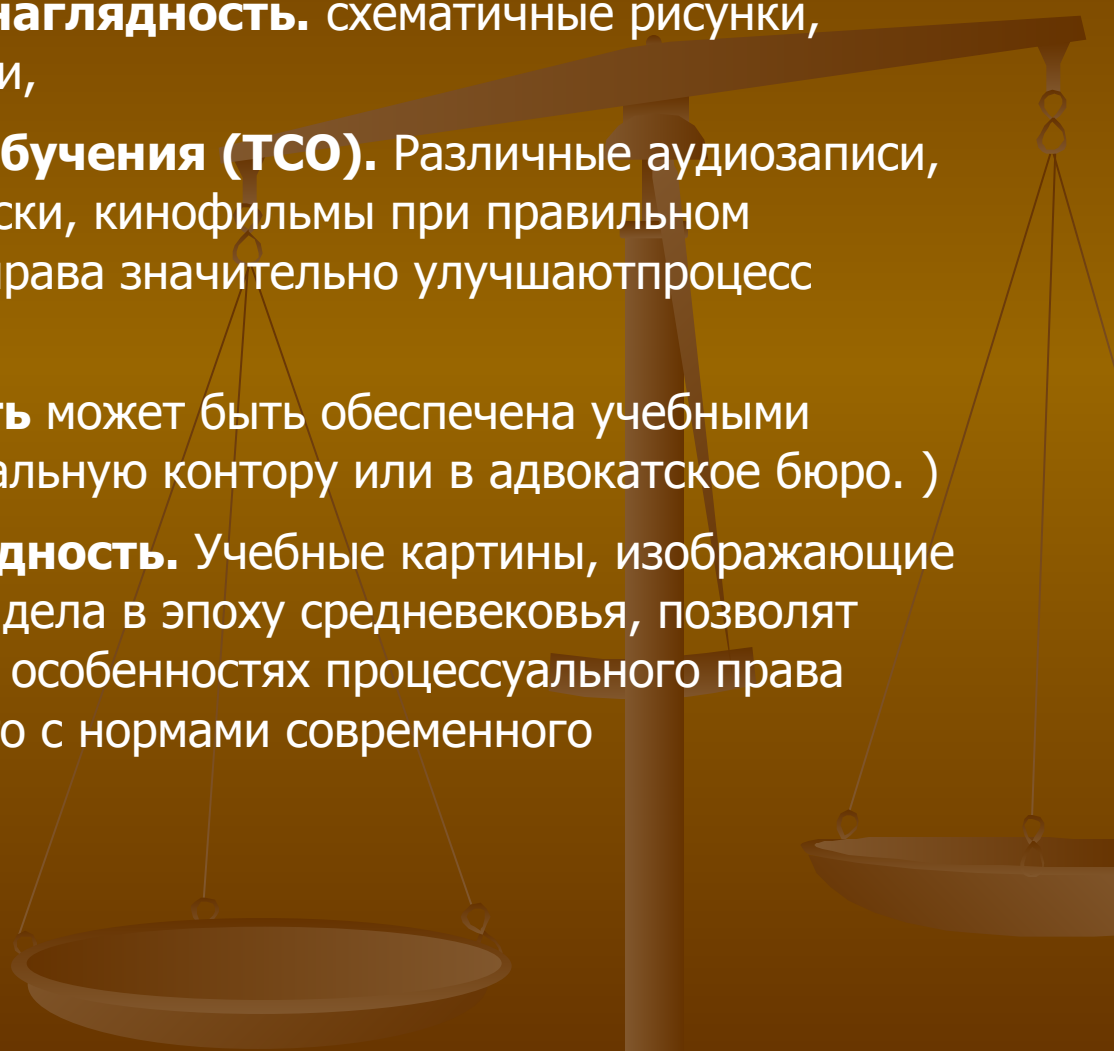 наглядность. схематичные рисунки,
и,
бучения (ТСО). Различные аудиозаписи,
ски, кинофильмы при правильном
права значительно улучшаютпроцесс
ть может быть обеспечена учебными
альную контору или в адвокатское бюро. )
дность. Учебные картины, изображающие
дела в эпоху средневековья, позволят
особенностях процессуального права
о с нормами современного